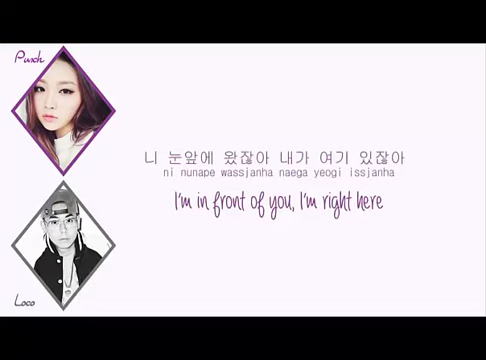 Punch
니 눈앞에 왔잖아 내가 여기 있잖아
ni nunape wassjanha naega yeogi issjanha
I'm in front of you, I'm right here
Loco